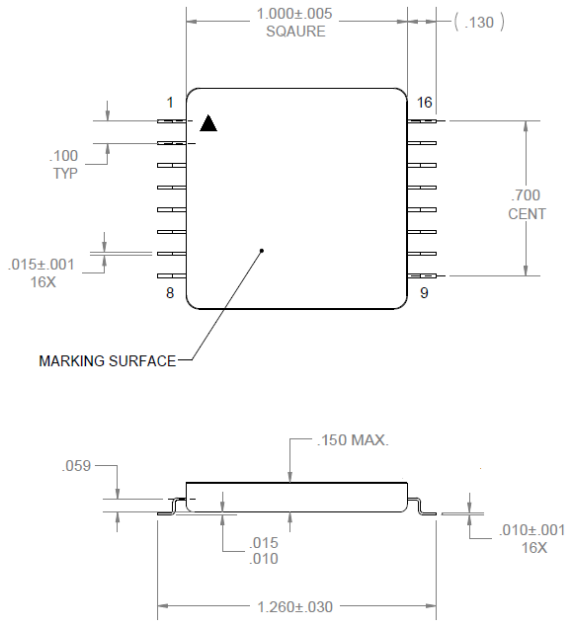 1.000±.005
SQAURE
( .130 )
1
16
.100
TYP
.700
CENT
.015±.001
16X
8
9
MARKING SURFACE
.150 MAX.
.059
.015
.010
.010±.001
16X
1.260±.030